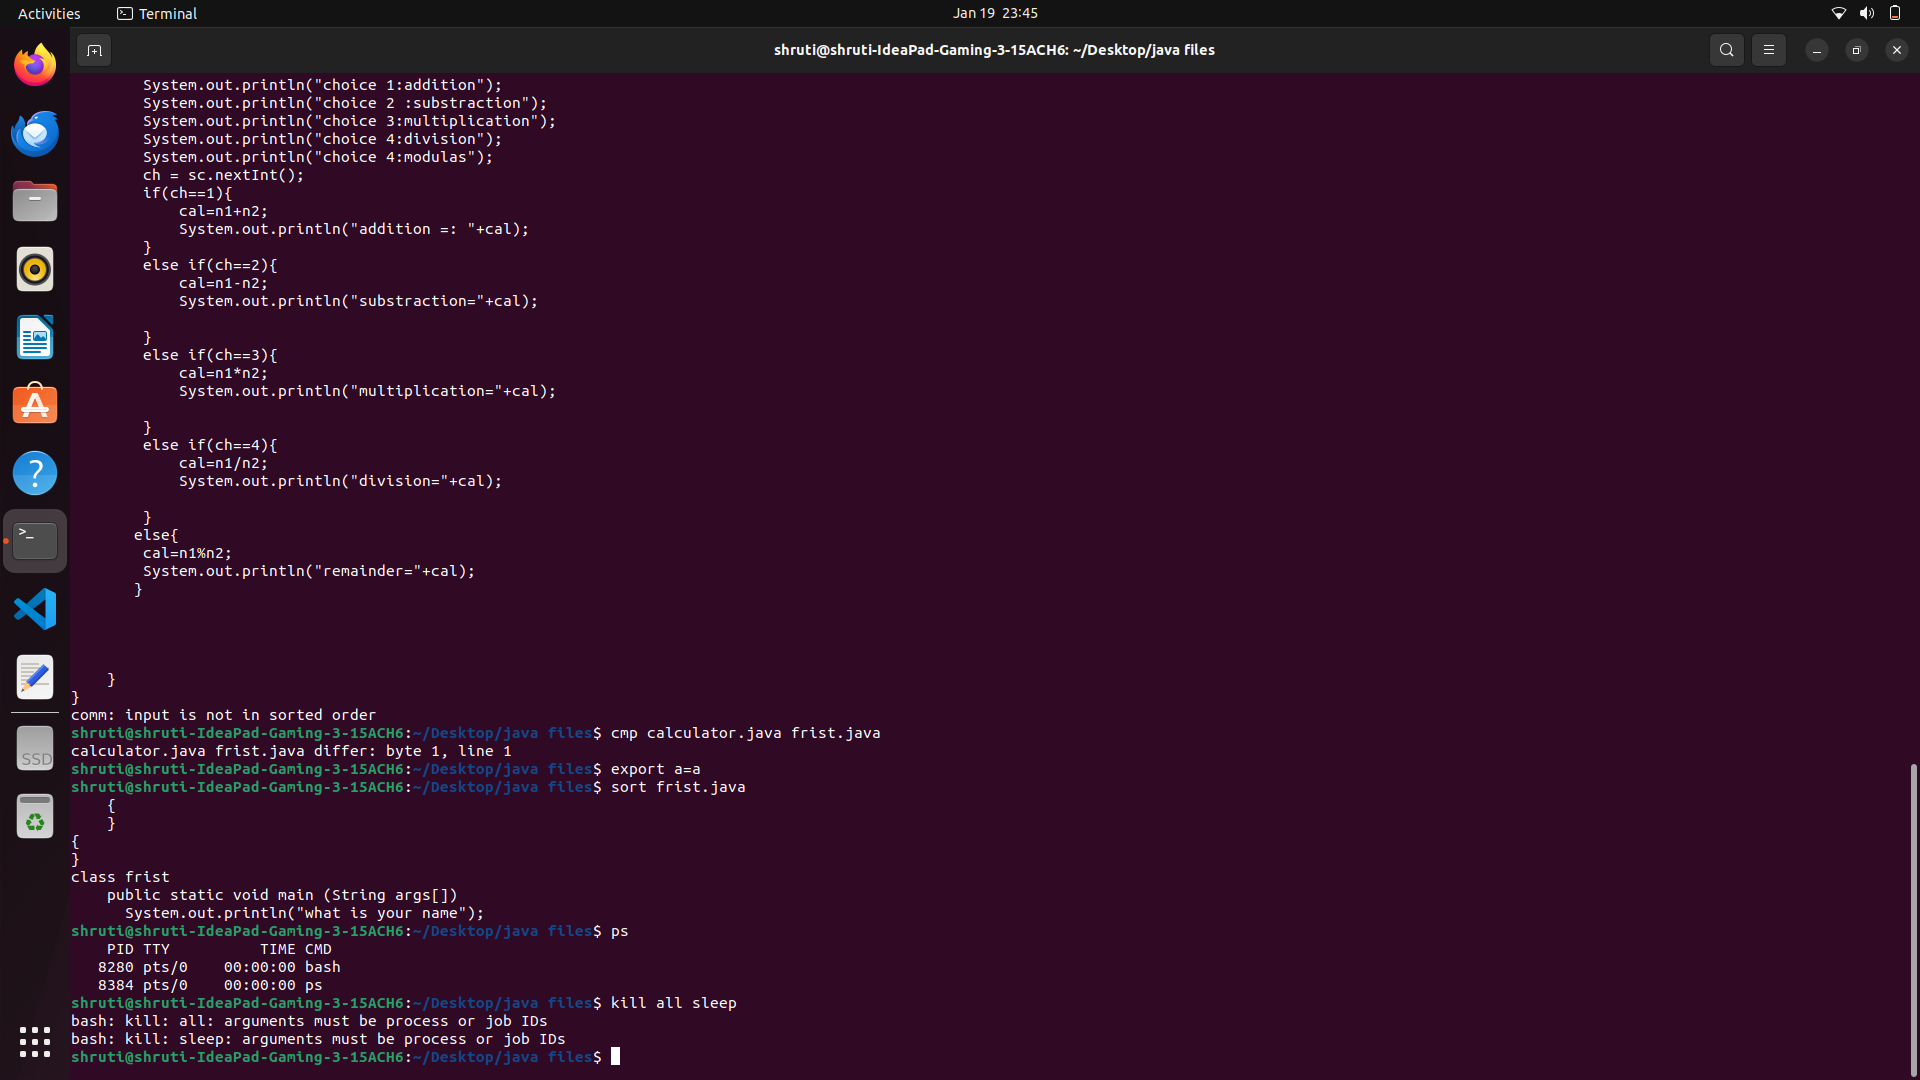 Activities
Terminal
Jan 19 23:45
shruti@shruti-IdeaPad-Gaming-3-15ACH6: ~/Desktop/java files
System.out.println("choice 1:addition");
System.out.println("choice 2 :substraction");
System.out.println("choice 3:multiplication");
System.out.println("choice 4:division");
System.out.println("choice 4:modulas");
ch = sc.nextInt();
if(ch==1){
cal=n1+n2;
System.out.println("addition =: "+cal);
}
else if(ch==2){
cal=n1-n2;
System.out.println("substraction="+cal);
}
else if(ch==3){
cal=n1*n2;
System.out.println("multiplication="+cal);
}
else if(ch==4){
cal=n1/n2;
System.out.println("division="+cal);
}
else{
cal=n1%n2;
System.out.println("remainder="+cal);
}
}
}
comm: input is not in sorted order
shruti@shruti-IdeaPad-Gaming-3-15ACH6:~/Desktop/java files$ cmp calculator.java frist.java
calculator.java frist.java differ: byte 1, line 1
shruti@shruti-IdeaPad-Gaming-3-15ACH6:~/Desktop/java files$ export a=a
shruti@shruti-IdeaPad-Gaming-3-15ACH6:~/Desktop/java files$ sort frist.java
{
}
{
}
class frist
public static void main (String args[])
System.out.println("what is your name");
shruti@shruti-IdeaPad-Gaming-3-15ACH6:~/Desktop/java files$ ps
PID TTY TIME CMD
8280 pts/0 00:00:00 bash
8384 pts/0 00:00:00 ps
shruti@shruti-IdeaPad-Gaming-3-15ACH6:~/Desktop/java files$ kill all sleep
bash: kill: all: arguments must be process or job IDs
bash: kill: sleep: arguments must be process or job IDs
shruti@shruti-IdeaPad-Gaming-3-15ACH6:~/Desktop/java files$
SSD